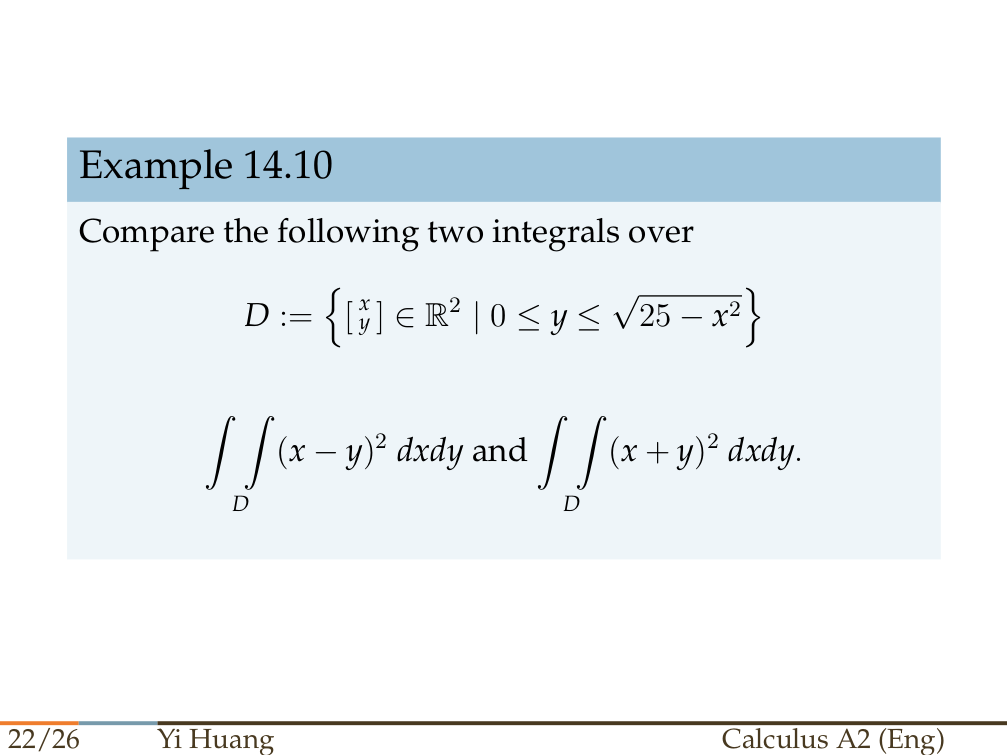 Example 14.10
Compare the following two integrals over
D := { [ x y ] ∈ ℝ² | 0 ≤ y ≤ √(25 − x²) }
∫∫_D (x − y)² dxdy and ∫∫_D (x + y)² dxdy.
22/26 Yi Huang Calculus A2 (Eng)